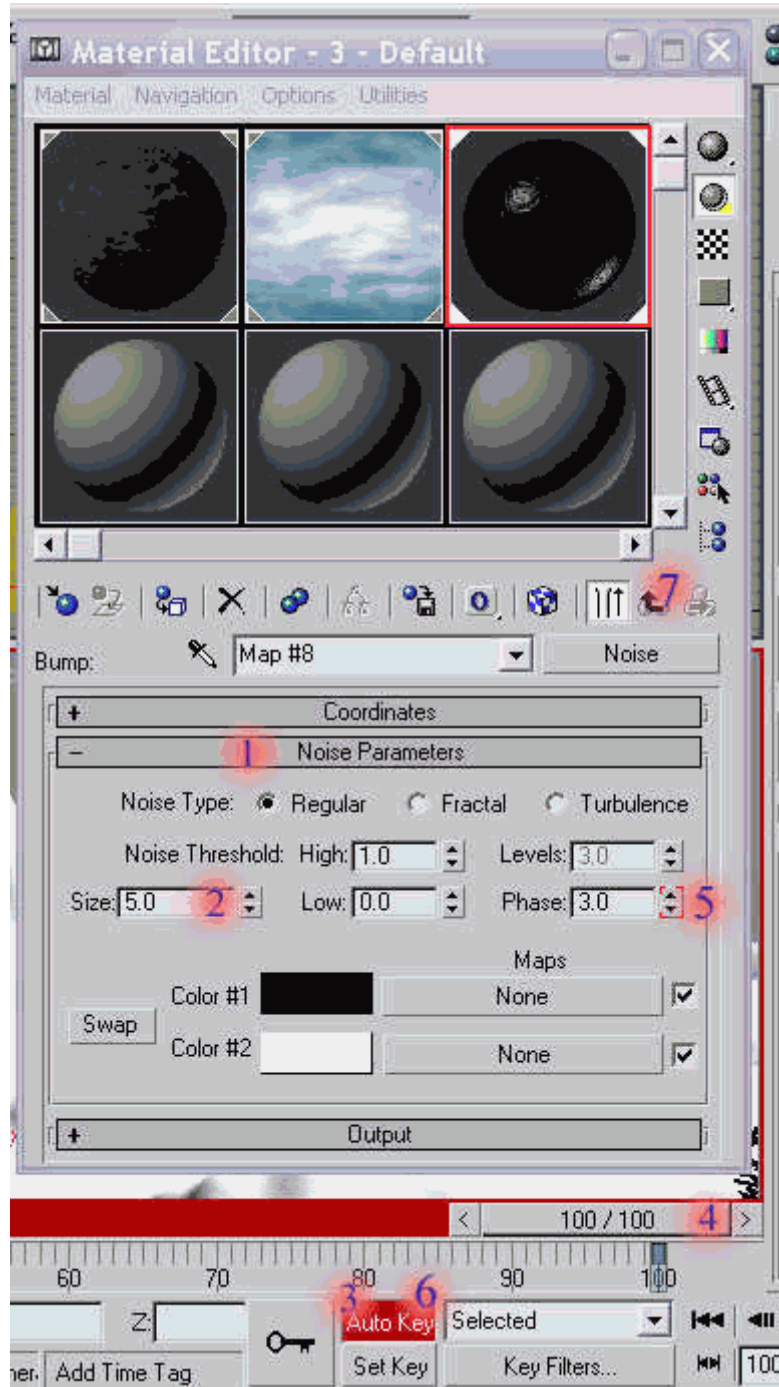 Material Editor - 3 - Default
Material Navigation Options Utilities
7
Bump: Map #8 Noise
+ Coordinates
- 1 Noise Parameters
Noise Type: Regular Fractal Turbulence
Noise Threshold: High: 1.0 Levels: 3.0
Size: 5.0 2 Low: 0.0 Phase: 3.0 5
Maps
Color #1 None
Swap
Color #2 None
+ Output
< 100 / 100 4 >
60 70 80 90 100
3 6
Z: Auto Key Selected
Add Time Tag Set Key Key Filters... 100